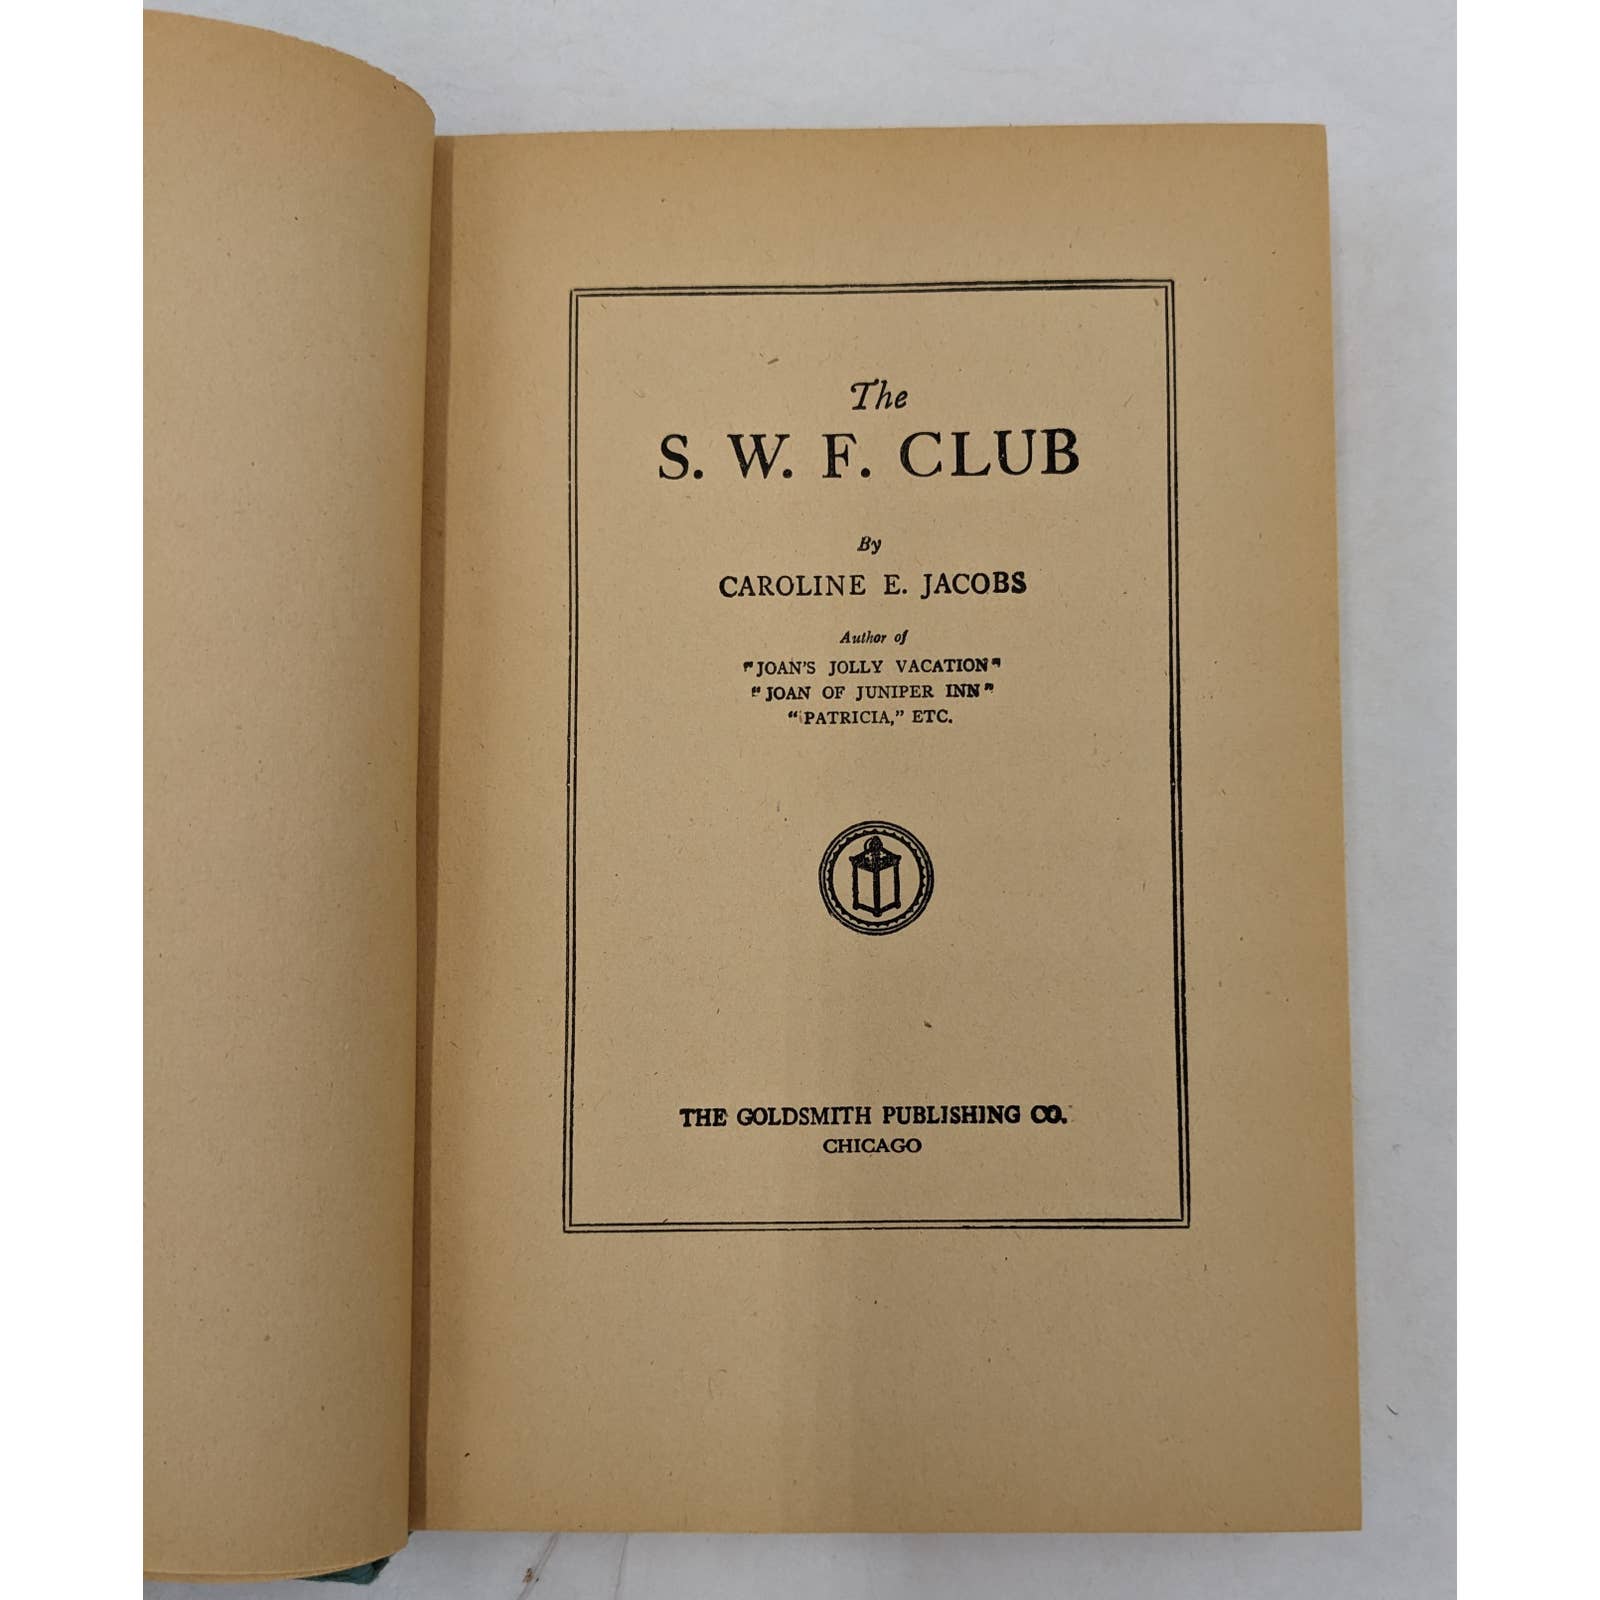 The
S. W. F. CLUB
By
CAROLINE E. JACOBS
Author of
"JOAN'S JOLLY VACATION"
"JOAN OF JUNIPER INN"
"PATRICIA," ETC.
THE GOLDSMITH PUBLISHING CO.
CHICAGO